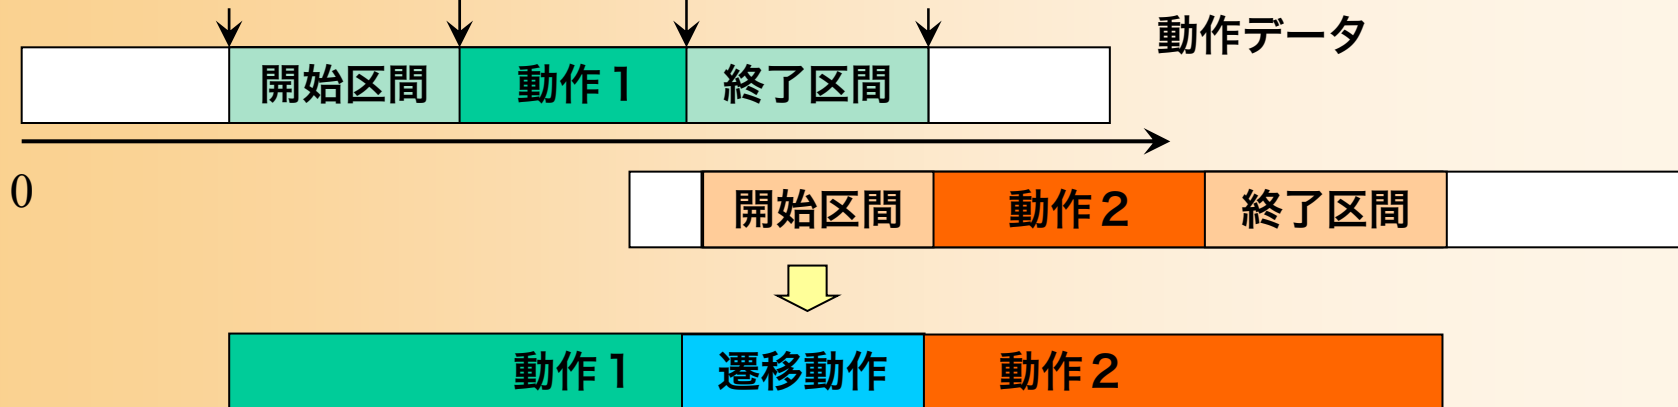 動作データ
開始区間 動作1 終了区間
0
開始区間 動作2 終了区間
動作1 遷移動作 動作2